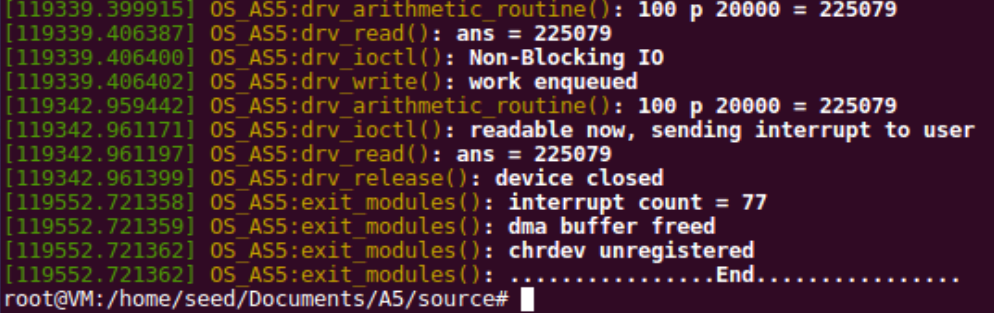 [119339.399915] OS_AS5:drv_arithmetic_routine(): 100 p 20000 = 225079
[119339.406387] OS_AS5:drv_read(): ans = 225079
[119339.406400] OS_AS5:drv_ioctl(): Non-Blocking IO
[119339.406402] OS_AS5:drv_write(): work enqueued
[119342.959442] OS_AS5:drv_arithmetic_routine(): 100 p 20000 = 225079
[119342.961171] OS_AS5:drv_ioctl(): readable now, sending interrupt to user
[119342.961197] OS_AS5:drv_read(): ans = 225079
[119342.961399] OS_AS5:drv_release(): device closed
[119552.721358] OS_AS5:exit_modules(): interrupt count = 77
[119552.721359] OS_AS5:exit_modules(): dma buffer freed
[119552.721362] OS_AS5:exit_modules(): chrdev unregistered
[119552.721362] OS_AS5:exit_modules(): ................End................
root@VM:/home/seed/Documents/A5/source#